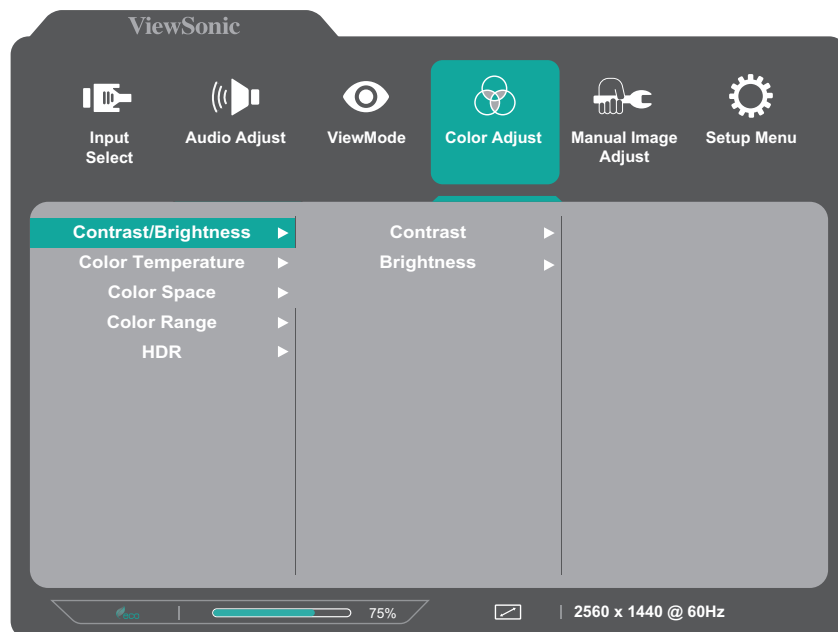 ViewSonic
Input
Select
Audio Adjust
ViewMode
Color Adjust
Manual Image
Adjust
Setup Menu
Contrast/Brightness
Color Temperature
Color Space
Color Range
HDR
Contrast
Brightness
eco
75%
2560 x 1440 @ 60Hz